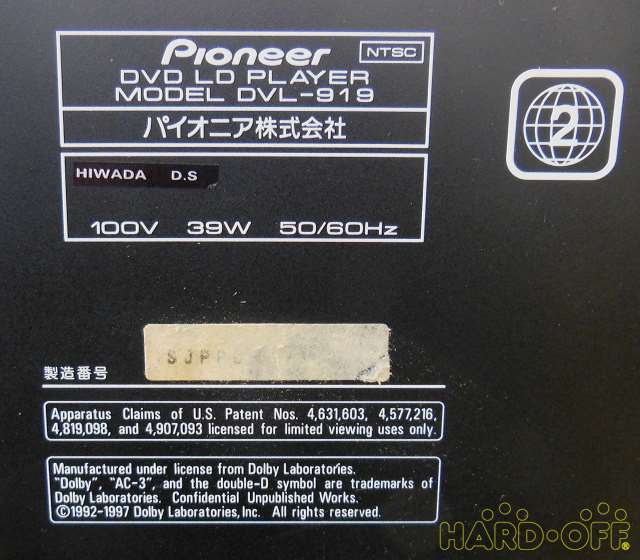 Pioneer NTSC
DVD LD PLAYER
MODEL DVL-919
パイオニア株式会社
2
HIWADA D.S
100V 39W 50/60Hz
製造番号
Apparatus Claims of U.S. Patent Nos. 4,631,603, 4,577,216,
4,819,098, and 4,907,093 licensed for limited viewing uses only.
Manufactured under license from Dolby Laboratories.
"Dolby", "AC-3", and the double-D symbol are trademarks of
Dolby Laboratories. Confidential Unpublished Works.
©1992-1997 Dolby Laboratories, Inc. All rights reserved.
HARD-OFF